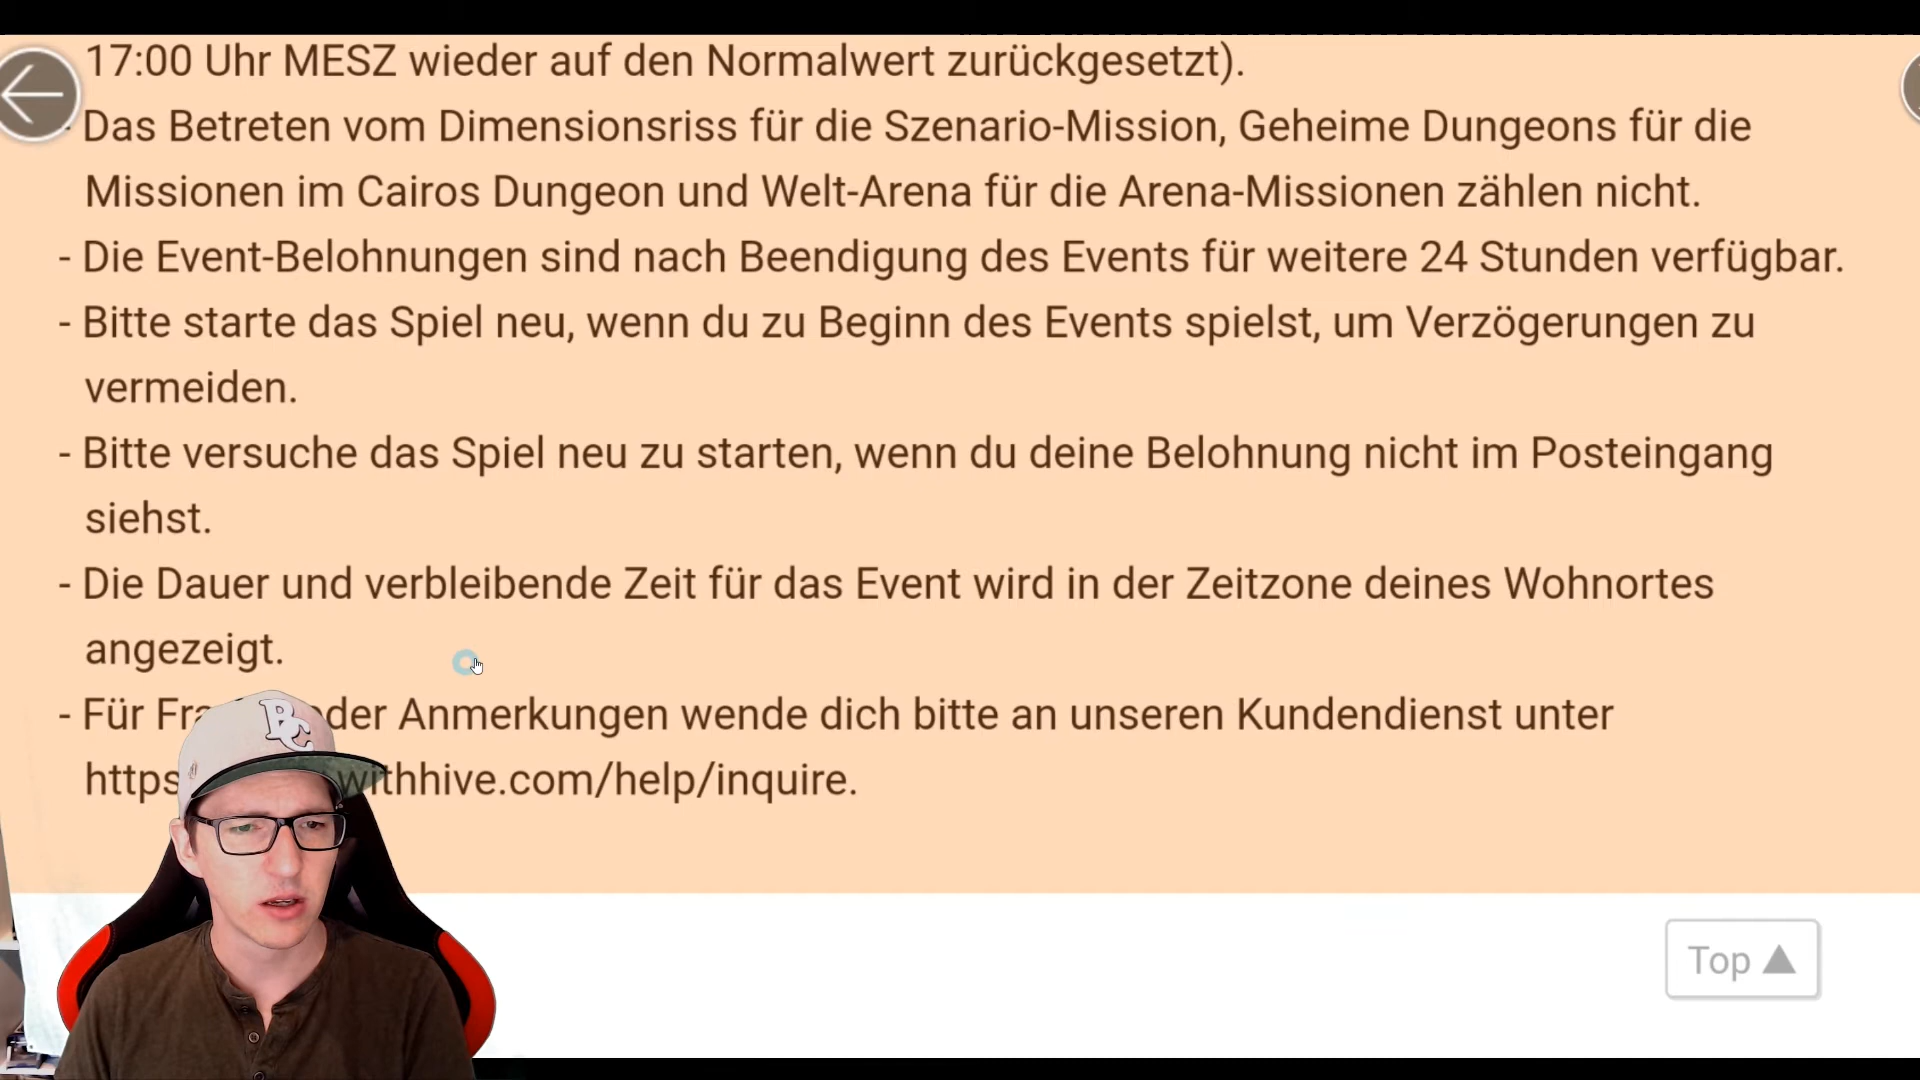 17:00 Uhr MESZ wieder auf den Normalwert zurückgesetzt).
- Das Betreten vom Dimensionsriss für die Szenario-Mission, Geheime Dungeons für die
Missionen im Cairos Dungeon und Welt-Arena für die Arena-Missionen zählen nicht.
- Die Event-Belohnungen sind nach Beendigung des Events für weitere 24 Stunden verfügbar.
- Bitte starte das Spiel neu, wenn du zu Beginn des Events spielst, um Verzögerungen zu
vermeiden.
- Bitte versuche das Spiel neu zu starten, wenn du deine Belohnung nicht im Posteingang
siehst.
- Die Dauer und verbleibende Zeit für das Event wird in der Zeitzone deines Wohnortes
angezeigt.
- Für Anmerkungen wende dich bitte an unseren Kundendienst unter
https withhive.com/help/inquire.
BC
Top ▲